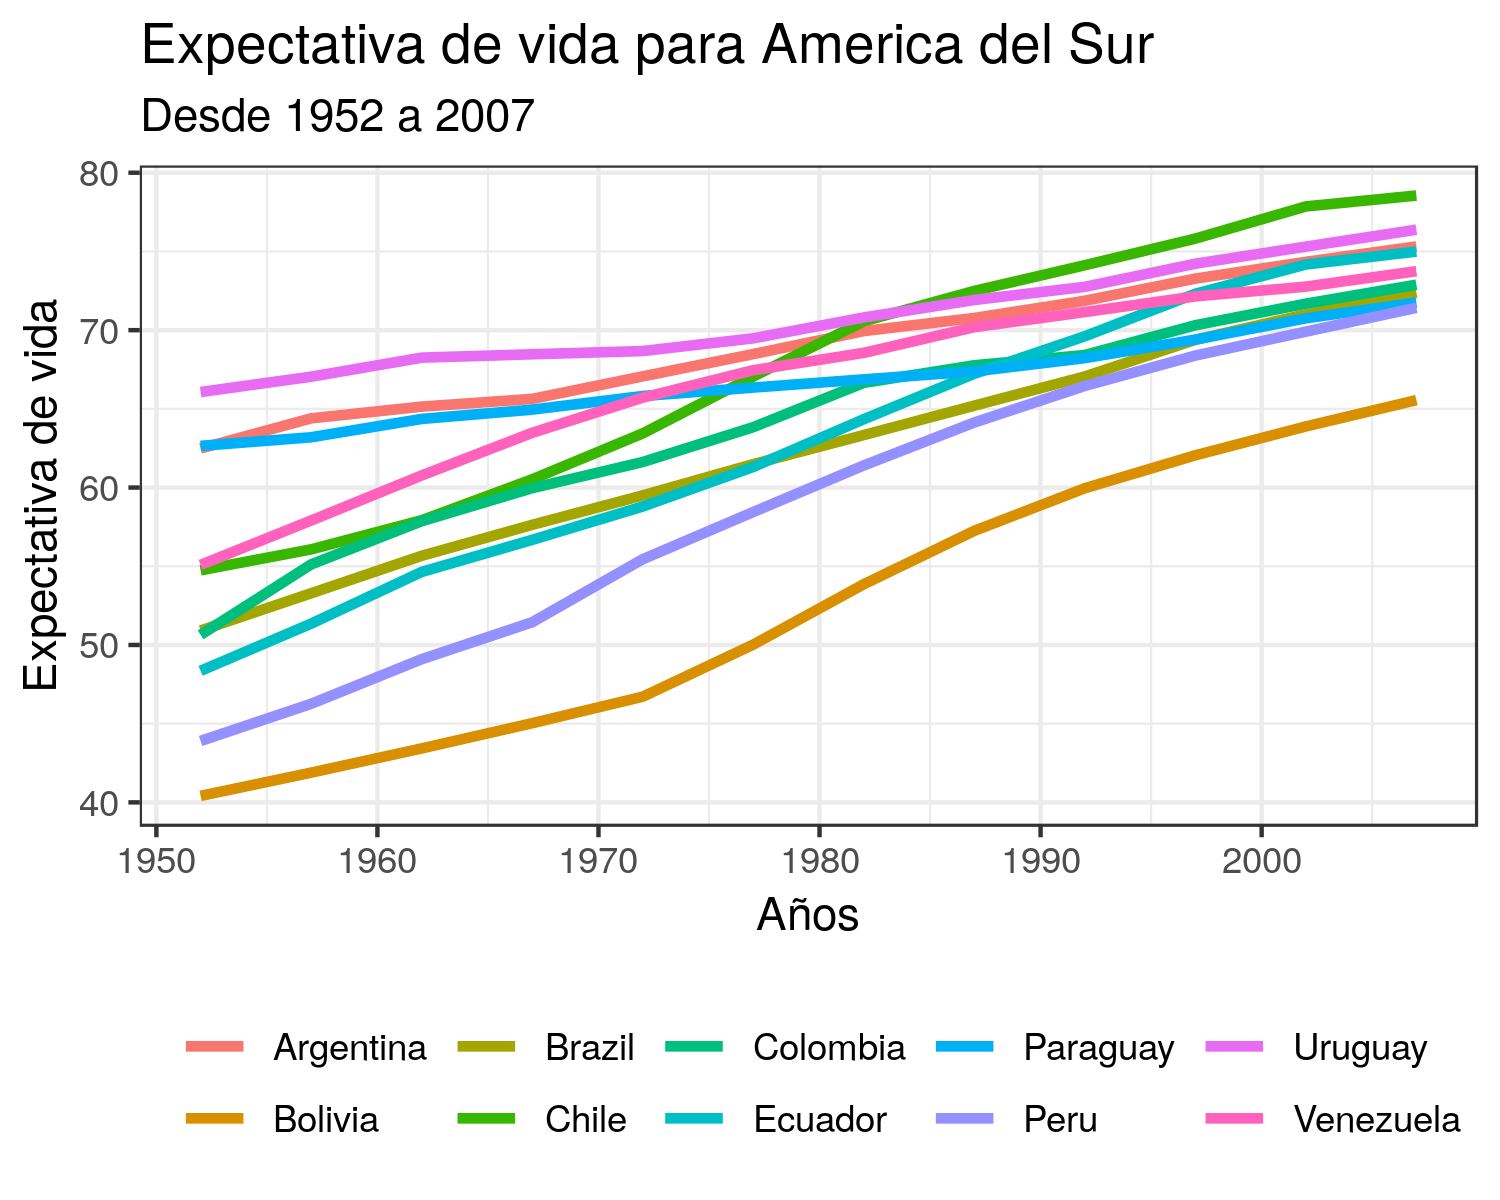 Expectativa de vida para America del Sur
Desde 1952 a 2007
Expectativa de vida
80
70
60
50
40
1950 1960 1970 1980 1990 2000
Años
Argentina Brazil Colombia Paraguay Uruguay
Bolivia Chile Ecuador Peru Venezuela